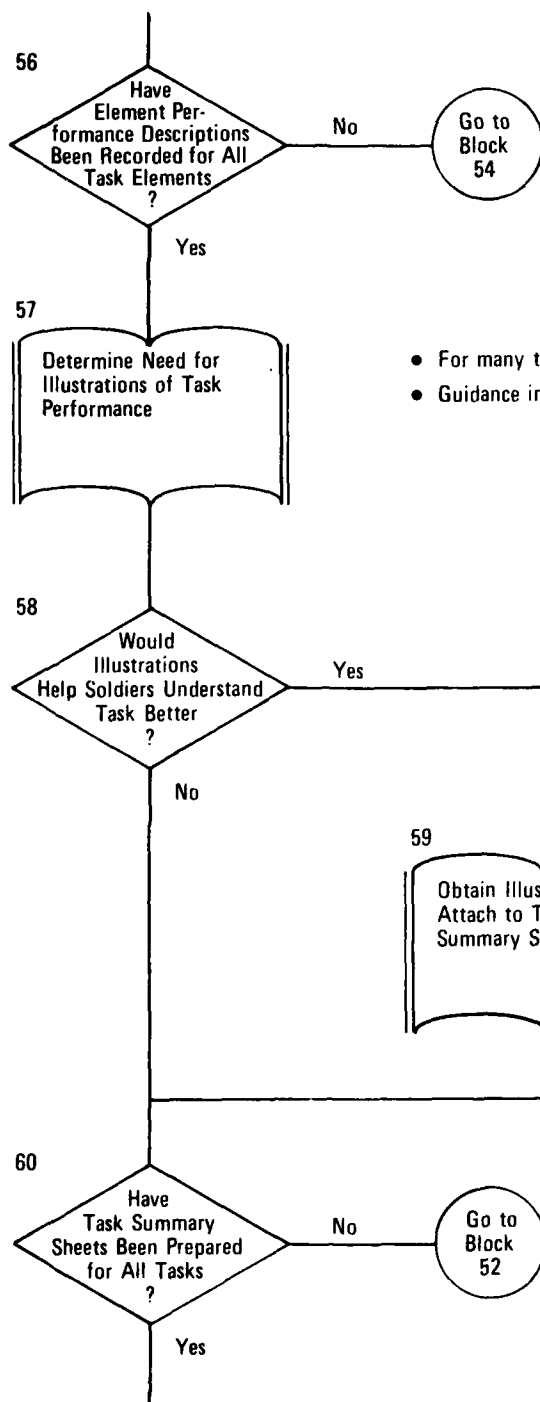 56
Have
Element Per-
formance Descriptions
Been Recorded for All
Task Elements
?
No
Go to
Block
54
Yes
57
Determine Need for
Illustrations of Task
Performance
• For many t
• Guidance in
58
Would
Illustrations
Help Soldiers Understand
Task Better
?
Yes
No
59
Obtain Illus
Attach to T
Summary S
60
Have
Task Summary
Sheets Been Prepared
for All Tasks
?
No
Go to
Block
52
Yes